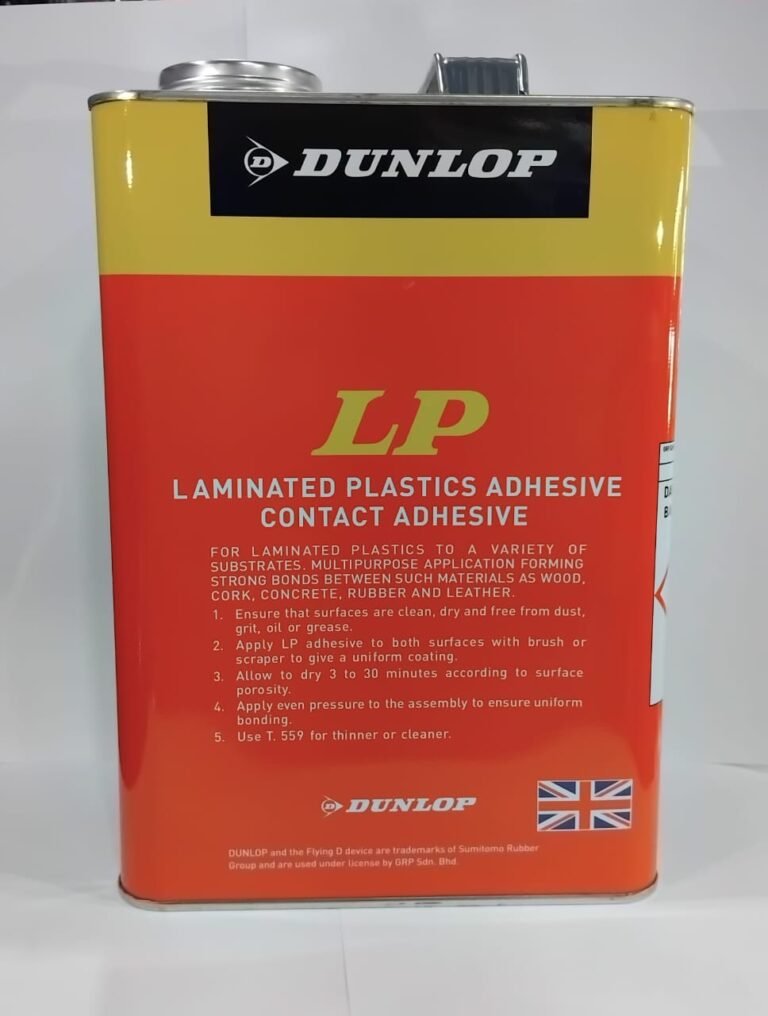 DUNLOP
LP
LAMINATED PLASTICS ADHESIVE
CONTACT ADHESIVE
FOR LAMINATED PLASTICS TO A VARIETY OF
SUBSTRATES. MULTIPURPOSE APPLICATION FORMING
STRONG BONDS BETWEEN SUCH MATERIALS AS WOOD,
CORK, CONCRETE, RUBBER AND LEATHER.
1. Ensure that surfaces are clean, dry and free from dust,
grit, oil or grease.
2. Apply LP adhesive to both surfaces with brush or
scraper to give a uniform coating.
3. Allow to dry 3 to 30 minutes according to surface
porosity.
4. Apply even pressure to the assembly to ensure uniform
bonding.
5. Use T. 559 for thinner or cleaner.
DUNLOP
DUNLOP and the Flying D device are trademarks of Sumitomo Rubber
Group and are used under license by GRP Sdn. Bhd.